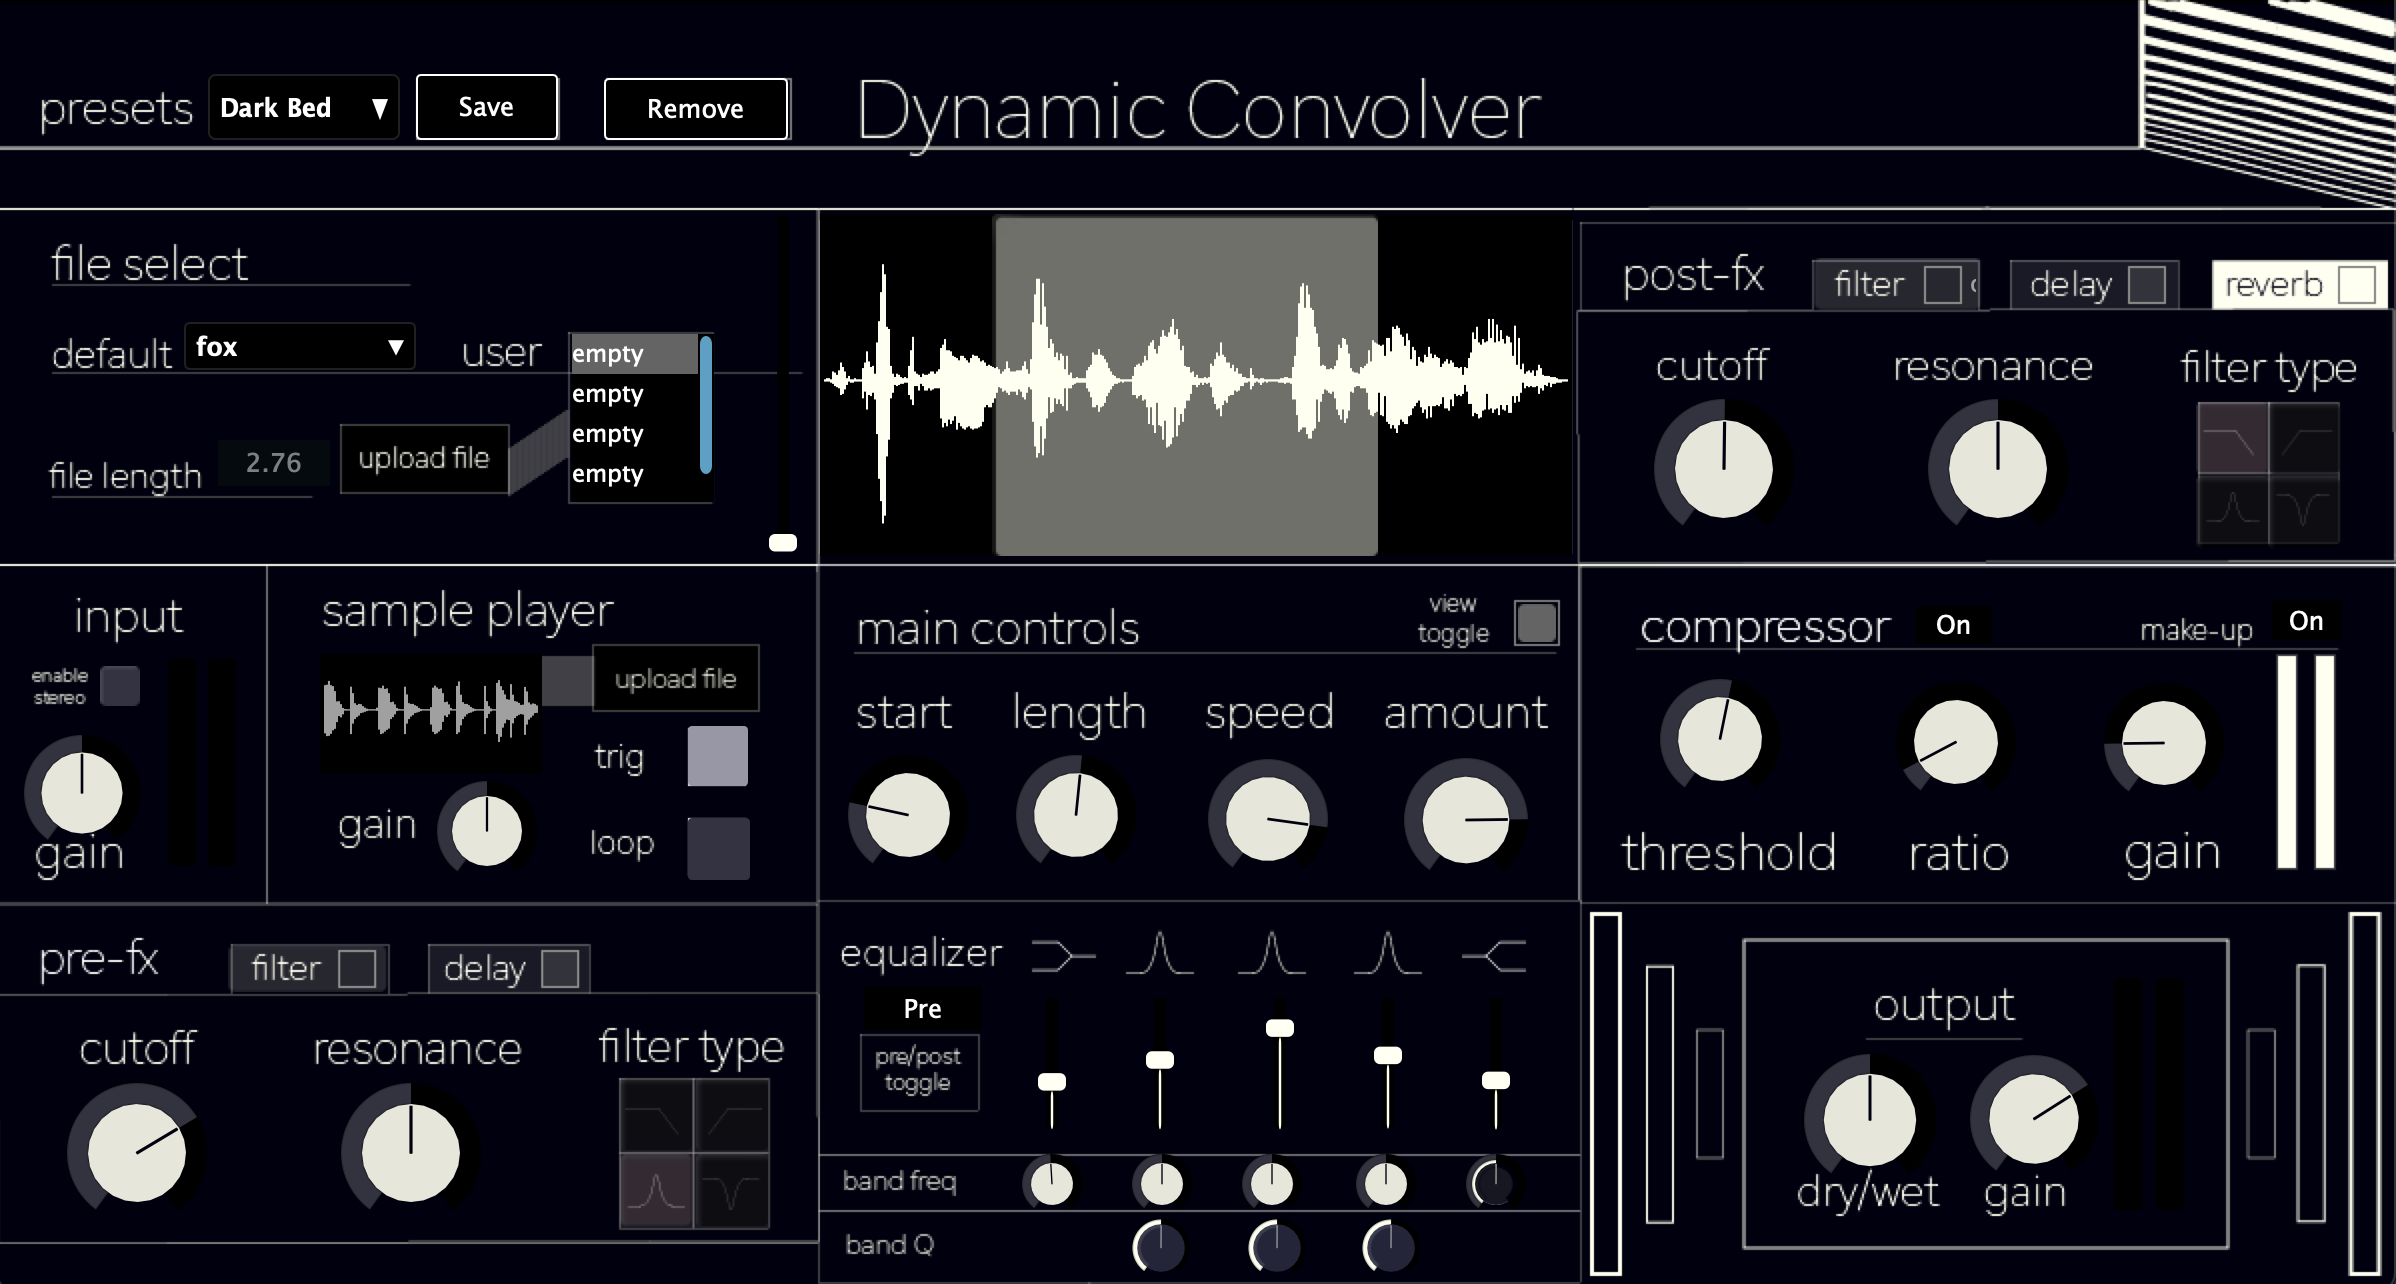 presets
Dark Bed ▼
Save
Remove
Dynamic Convolver
file select
default
fox ▼
user
empty
empty
empty
empty
file length
2.76
upload file
post-fx
filter
delay
reverb
cutoff
resonance
filter type
input
enable
stereo
gain
sample player
upload file
trig
gain
loop
main controls
view
toggle
start
length
speed
amount
compressor
On
make-up
On
threshold
ratio
gain
pre-fx
filter
delay
cutoff
resonance
filter type
equalizer
Pre
pre/post
toggle
band freq
band Q
output
dry/wet
gain